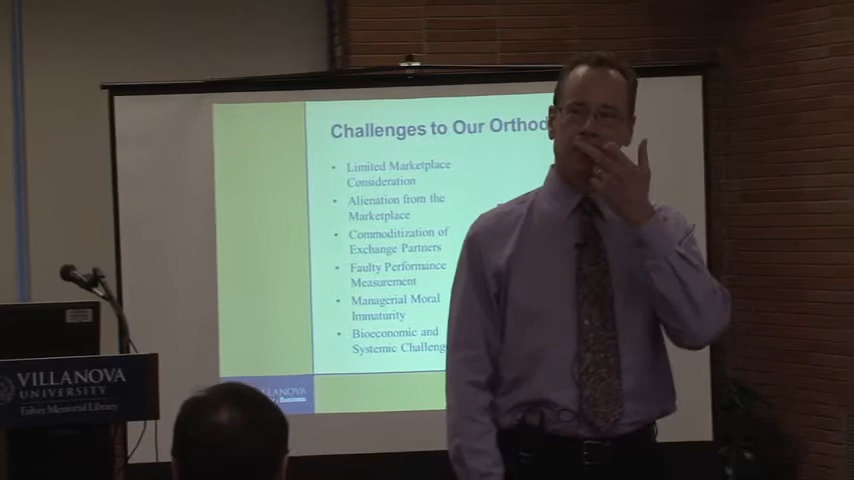 Challenges to Our Orthod
• Limited Marketplace
Consideration
• Alienation from the
Marketplace
• Commoditization of
Exchange Partners
• Faulty Performance
Measurement
• Managerial Moral
Immaturity
• Bioeconomic and
Systemic Challeng
VILLANOVA
VILLANOVA
UNIVERSITY
Falvey Memorial Library